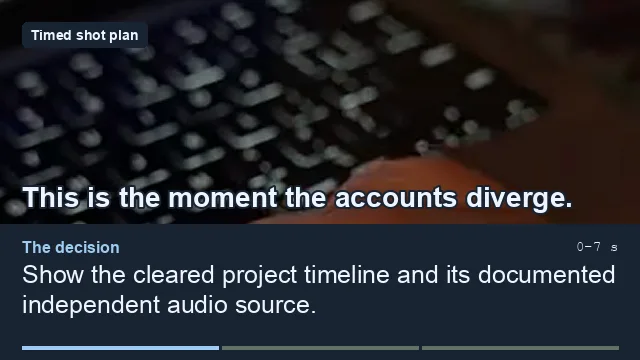 Timed shot plan
This is the moment the accounts diverge.
The decision
0–7 s
Show the cleared project timeline and its documented
independent audio source.